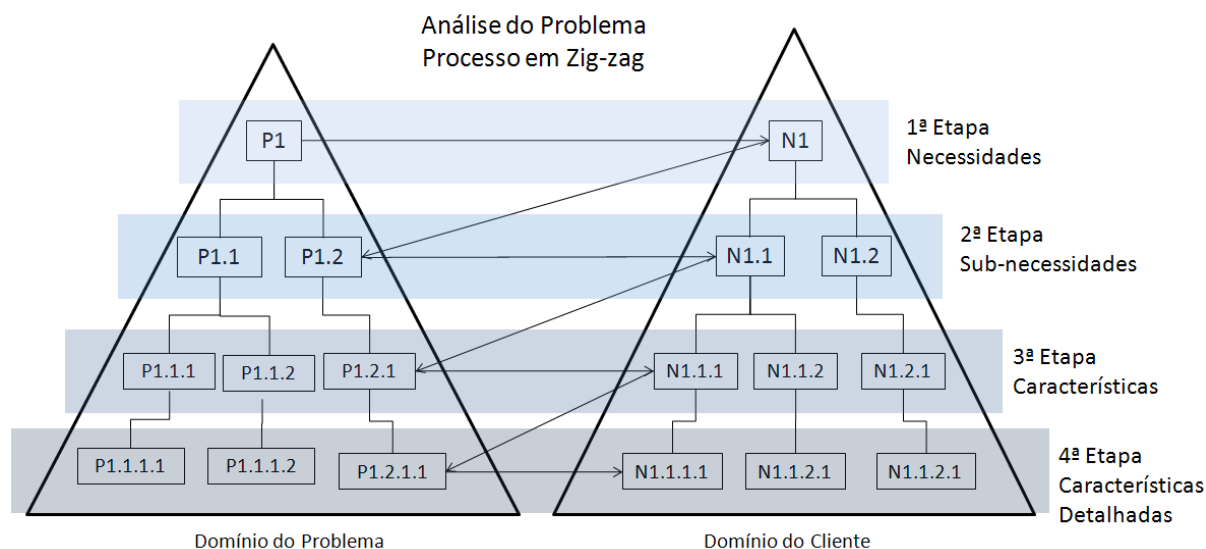 Análise do Problema
Processo em Zig-zag
P1
N1
1ª Etapa
Necessidades
P1.1
P1.2
N1.1
N1.2
2ª Etapa
Sub-necessidades
P1.1.1
P1.1.2
P1.2.1
N1.1.1
N1.1.2
N1.2.1
3ª Etapa
Características
P1.1.1.1
P1.1.1.2
P1.2.1.1
N1.1.1.1
N1.1.2.1
N1.1.2.1
4ª Etapa
Características
Detalhadas
Domínio do Problema
Domínio do Cliente